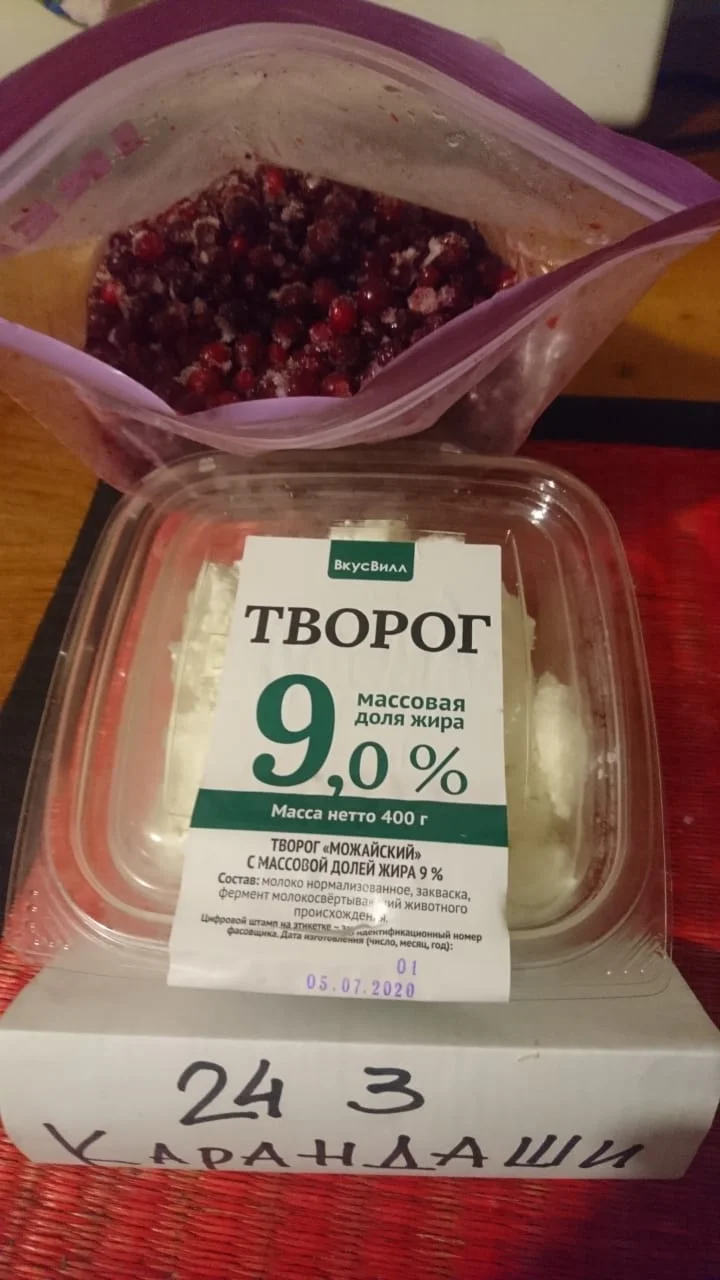 ВкусВилл
ТВОРОГ
9,0 %
массовая
доля жира
Масса нетто 400 г
ТВОРОГ «МОЖАЙСКИЙ»
С МАССОВОЙ ДОЛЕЙ ЖИРА 9 %
Состав: молоко нормализованное, закваска,
фермент животного
происхождения.
Цифровой штамп на этикетке – идентификационный номер
фасовщика. Дата изготовления (число, месяц, год):
01
05.07.2020
24 3
КАРАНДАШИ